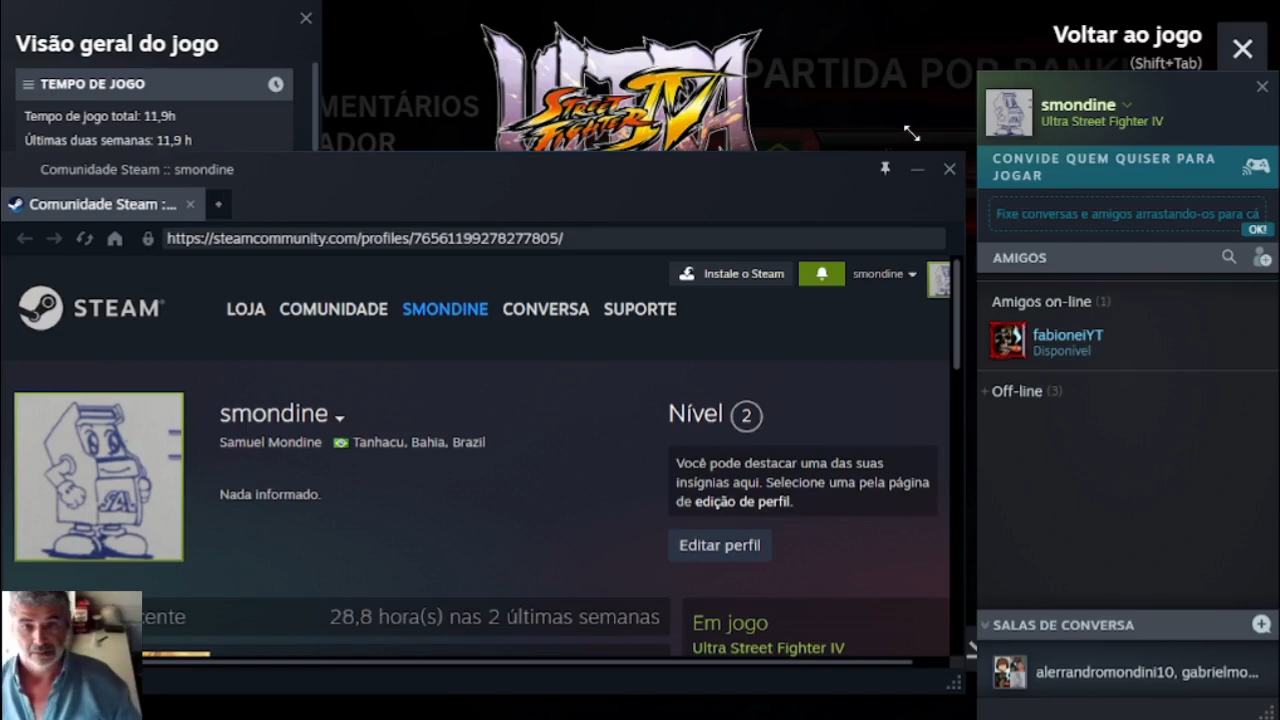 Visão geral do jogo
TEMPO DE JOGO
Tempo de jogo total: 11,9h
Últimas duas semanas: 11,9 h
MENTÁRIOS
ADOR
ULTRA
STREET
FIGHTER IV
PARTIDA POR RANK
Voltar ao jogo
(Shift+Tab)
smondine
Ultra Street Fighter IV
CONVIDE QUEM QUISER PARA
JOGAR
Fixe conversas e amigos arrastando-os para cá
OK!
AMIGOS
Amigos on-line (1)
fabioneiYT
Disponível
Off-line (3)
SALAS DE CONVERSA
alerrandromondini10, gabrielmo...
Comunidade Steam :: smondine
Comunidade Steam :...
https://steamcommunity.com/profiles/76561199278277805/
Instale o Steam
smondine
STEAM
LOJA COMUNIDADE SMONDINE CONVERSA SUPORTE
smondine
Samuel Mondine Tanhacu, Bahia, Brazil
Nada informado.
Nível 2
Você pode destacar uma das suas
insígnias aqui. Selecione uma pela página
de edição de perfil.
Editar perfil
cente
28,8 hora(s) nas 2 últimas semanas
Em jogo
Ultra Street Fighter IV